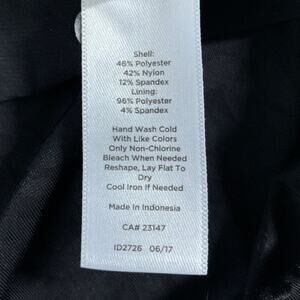 Shell:
46% Polyester
42% Nylon
12% Spandex
Lining:
96% Polyester
4% Spandex
Hand Wash Cold
With Like Colors
Only Non-Chlorine
Bleach When Needed
Reshape, Lay Flat To
Dry
Cool Iron If Needed
Made In Indonesia
CA# 23147
ID2726 06/17